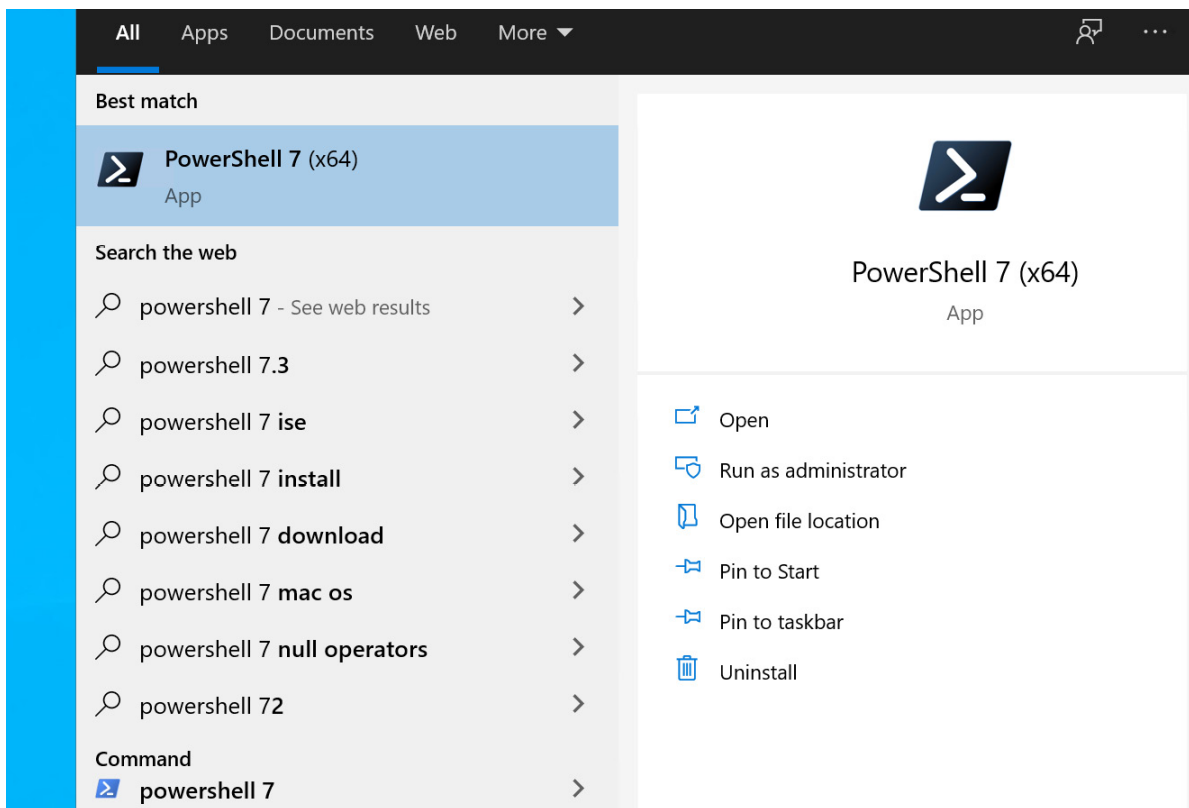 All Apps Documents Web More
Best match
PowerShell 7 (x64)
App
Search the web
powershell 7 - See web results
powershell 7.3
powershell 7 ise
powershell 7 install
powershell 7 download
powershell 7 mac os
powershell 7 null operators
powershell 72
Command
powershell 7
PowerShell 7 (x64)
App
Open
Run as administrator
Open file location
Pin to Start
Pin to taskbar
Uninstall